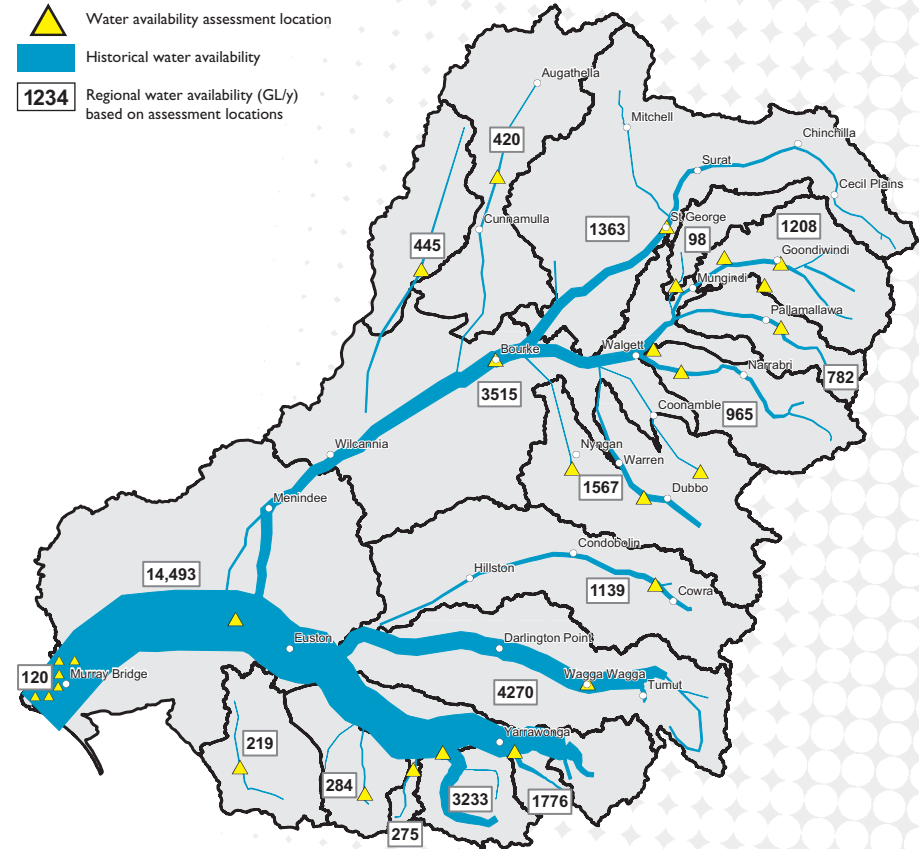 Water availability assessment location
Historical water availability
1234 Regional water availability (GL/y)
based on assessment locations
Augathella
Mitchell
420
Chinchilla
Surat
Cecil Plains
St George
Cunnamulla
1363
98
1208
445
Goondiwindi
Mungindi
Pallamallawa
Bourke
Walgett
Narrabri
782
3515
965
Coonamble
Wilcannia
Nyngan
Warren
1567
Dubbo
Menindee
Condobolin
Hillston
14,493
1139
Cowra
Euston
Darlington Point
120
Murray Bridge
Wagga Wagga
4270
Tumut
Yarrawonga
219
284
3233
1776
275